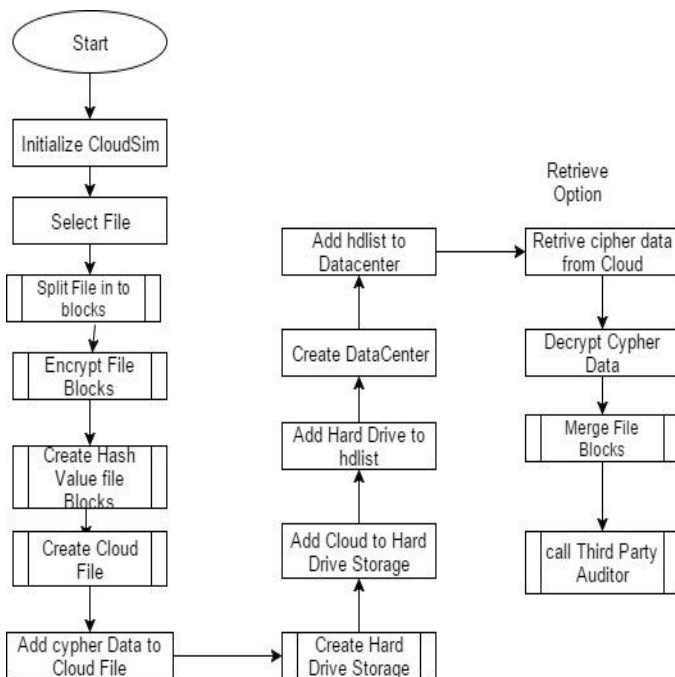 Start
Initialize CloudSim
Select File
Split File in to
blocks
Encrypt File
Blocks
Create Hash
Value file
Blocks
Create Cloud
File
Add cypher Data to
Cloud File
Create Hard
Drive Storage
Add Cloud to Hard
Drive Storage
Add Hard Drive to
hdlist
Create DataCenter
Add hdlist to
Datacenter
Retrieve
Option
Retrive cipher data
from Cloud
Decrypt Cypher
Data
Merge File
Blocks
call Third Party
Auditor